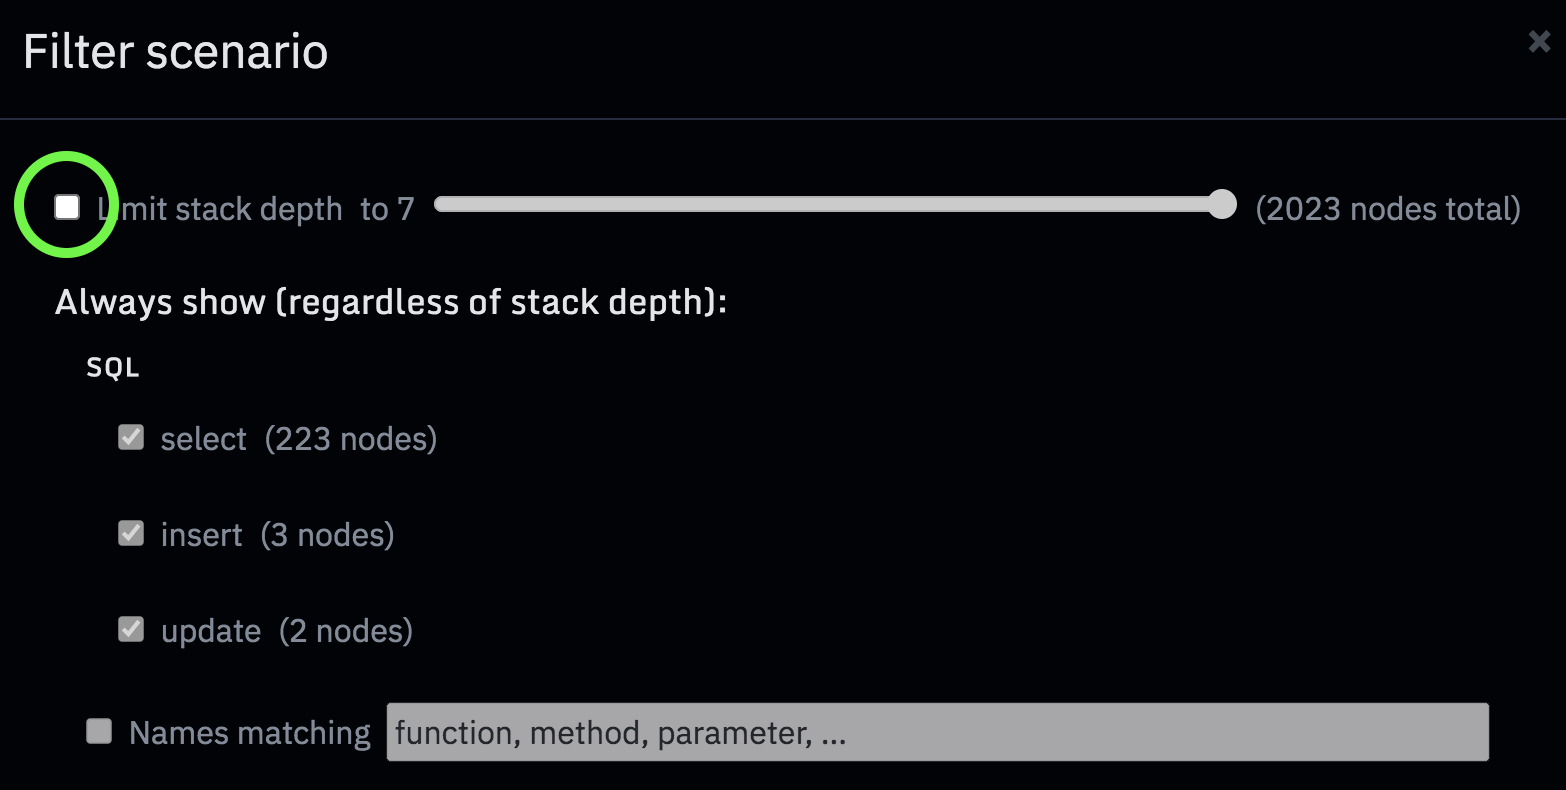 Filter scenario
Limit stack depth to 7 (2023 nodes total)
Always show (regardless of stack depth):
SQL
select (223 nodes)
insert (3 nodes)
update (2 nodes)
Names matching function, method, parameter, ...